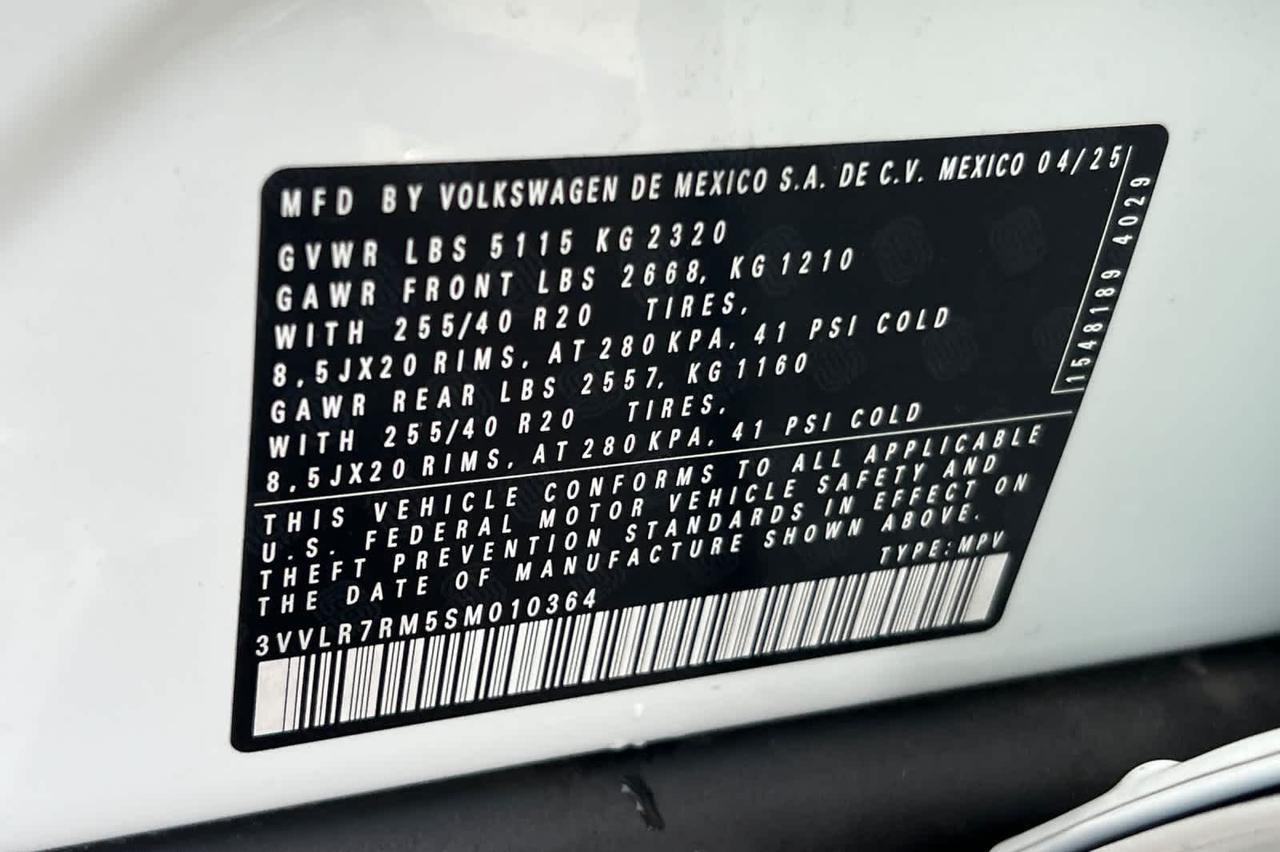 MFD BY VOLKSWAGEN DE MEXICO S.A. DE C.V. MEXICO 04/25
GVWR LBS 5115 KG 2320
GAWR FRONT LBS 2668, KG 1210
WITH 255/40 R20 TIRES,
8,5JX20 RIMS, AT 280 KPA, 41 PSI COLD
GAWR REAR LBS 2557, KG 1160
WITH 255/40 R20 TIRES,
8,5JX20 RIMS, AT 280 KPA, 41 PSI COLD
1548189 4029
THIS VEHICLE CONFORMS TO ALL APPLICABLE
U.S. FEDERAL MOTOR VEHICLE SAFETY AND
THEFT PREVENTION STANDARDS IN EFFECT ON
THE DATE OF MANUFACTURE SHOWN ABOVE.
TYPE:MPV
3VVLR7RM5SM010364